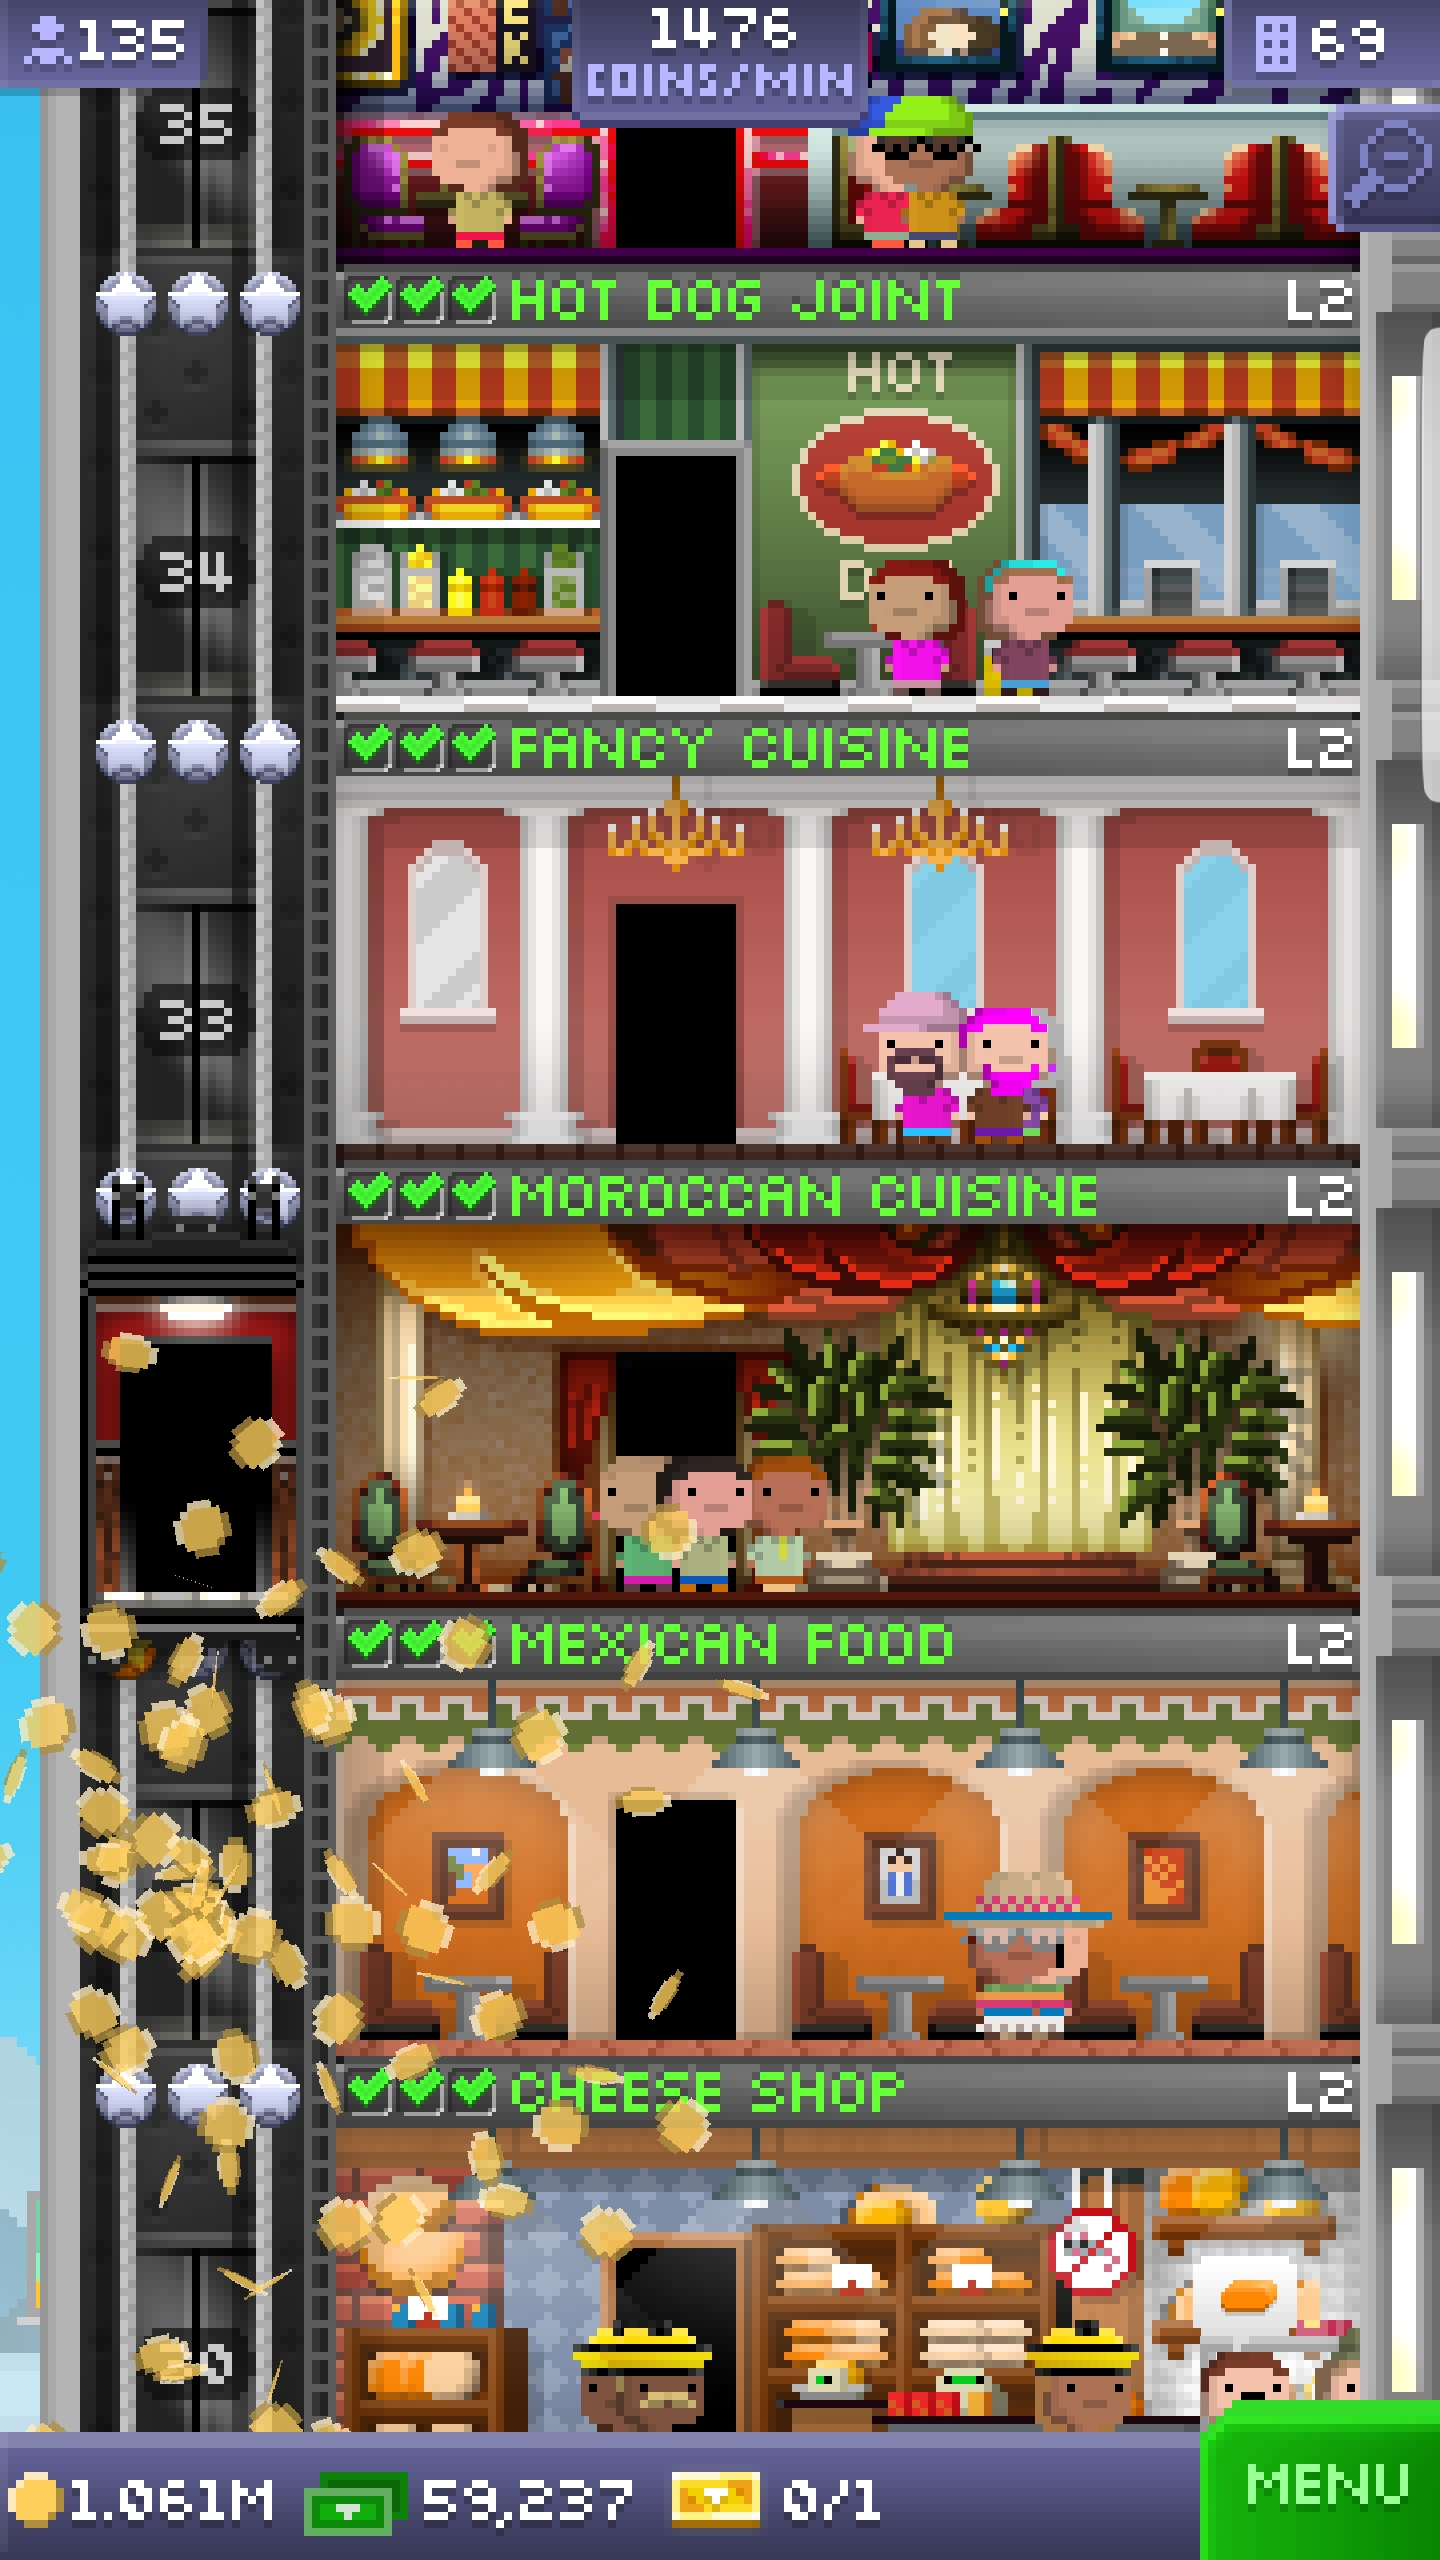 135
1476
COINS/MIN
69
35
HOT DOG JOINT L2
HOT
34
FANCY CUISINE L2
33
MOROCCAN CUISINE L2
MEXICAN FOOD L2
CHEESE SHOP L2
1.061M 59,237 0/1
MENU